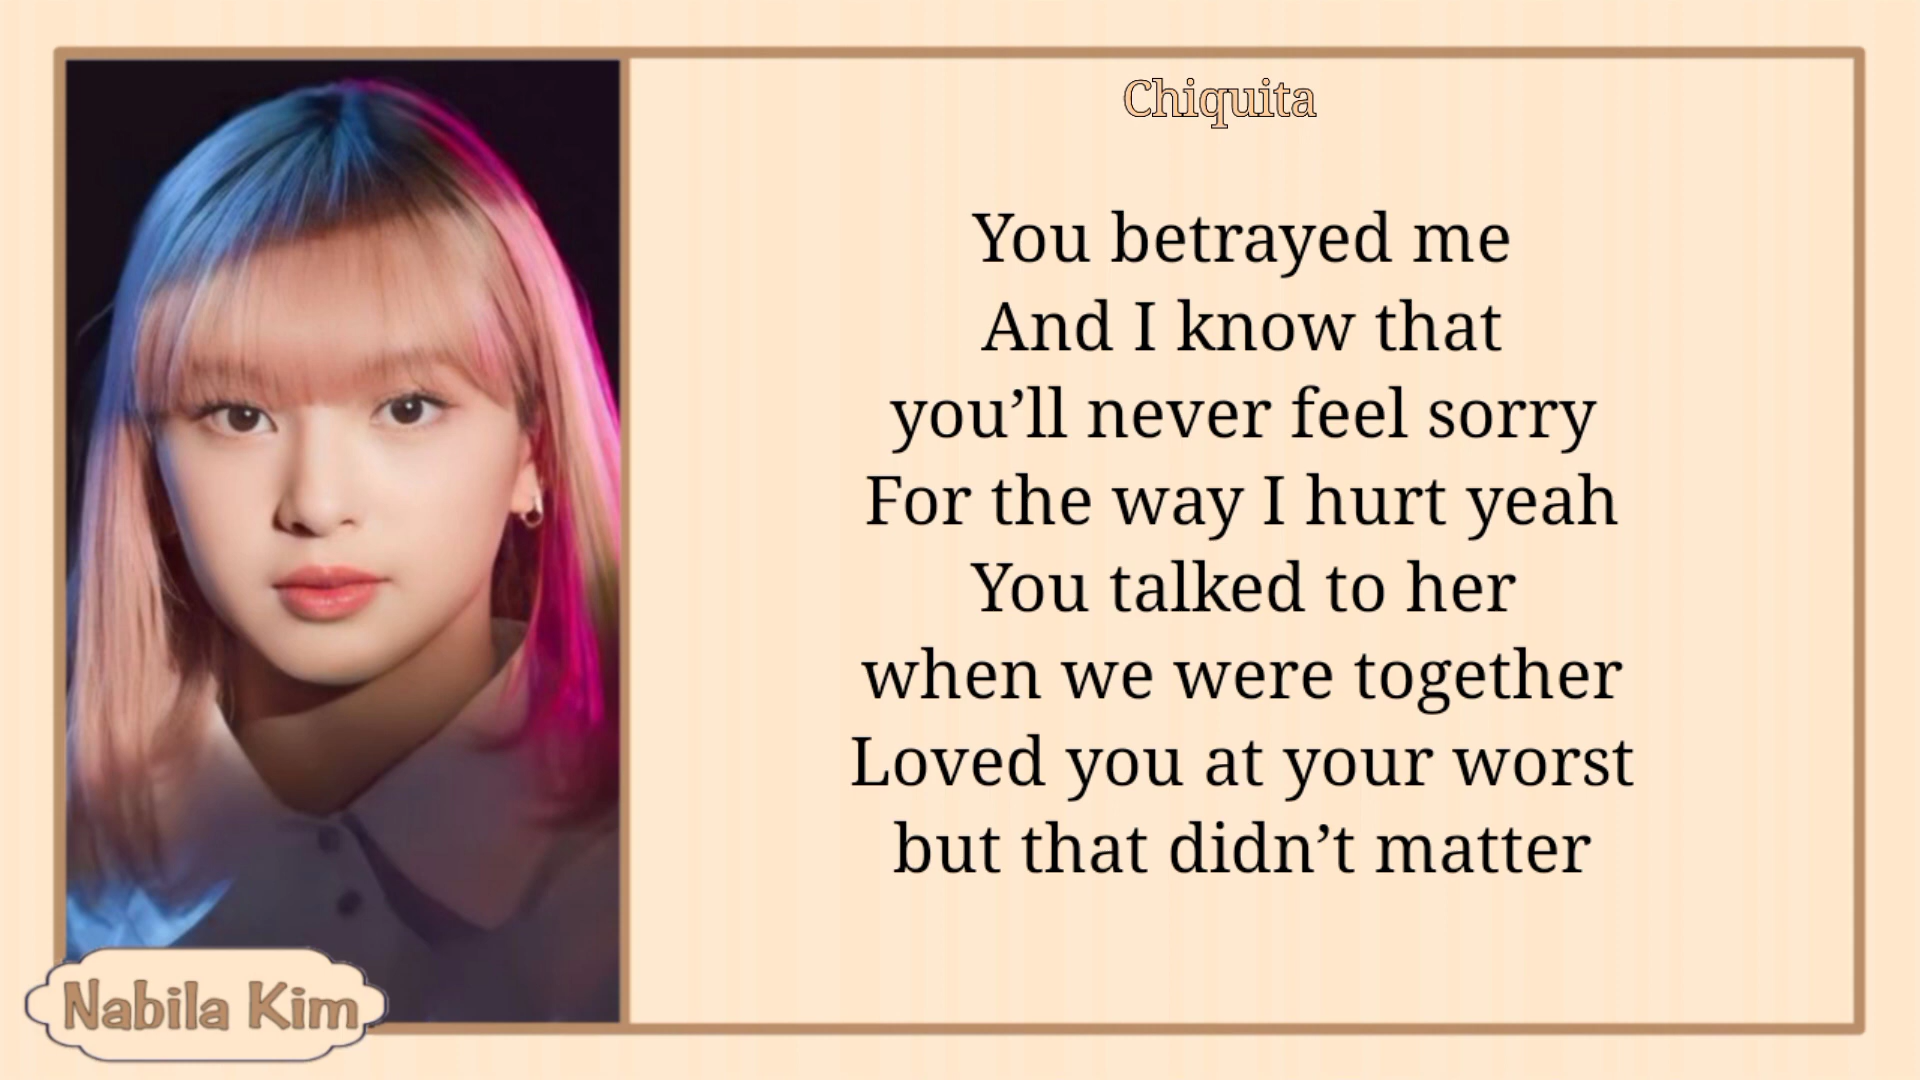 Chiquita
You betrayed me
And I know that
you’ll never feel sorry
For the way I hurt yeah
You talked to her
when we were together
Loved you at your worst
but that didn’t matter
Nabila Kim